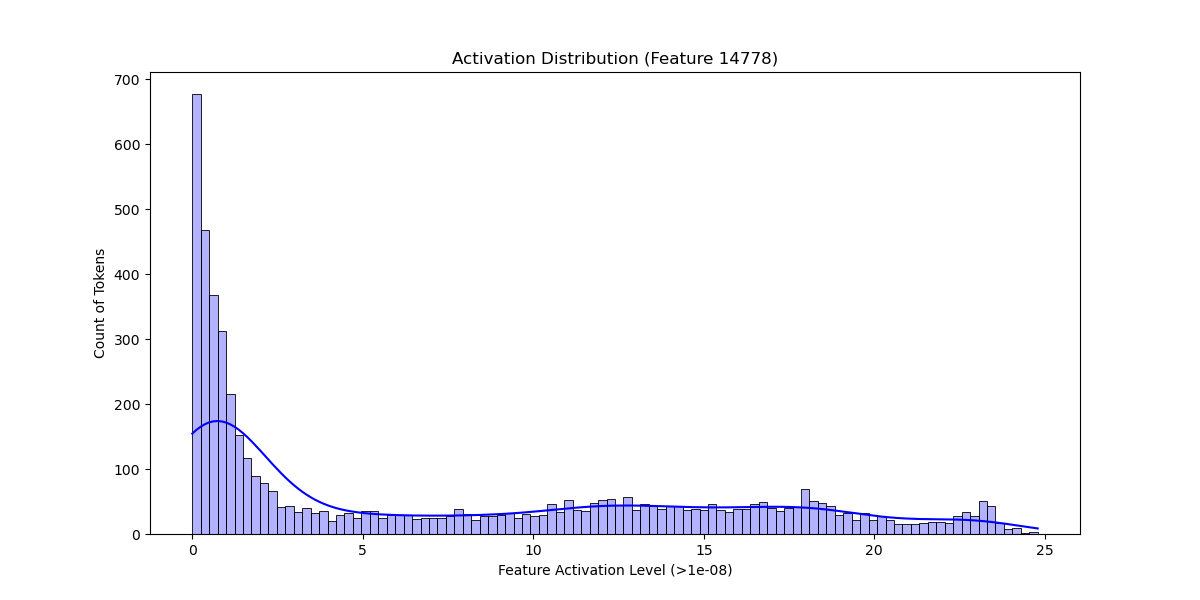 Activation Distribution (Feature 14778)
700
600
500
400
300
200
100
0
Count of Tokens
0 5 10 15 20 25
Feature Activation Level (>1e-08)